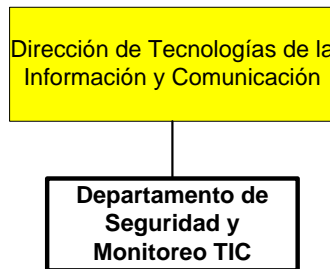 Dirección de Tecnologías de la
Información y Comunicación
Departamento de
Seguridad y
Monitoreo TIC